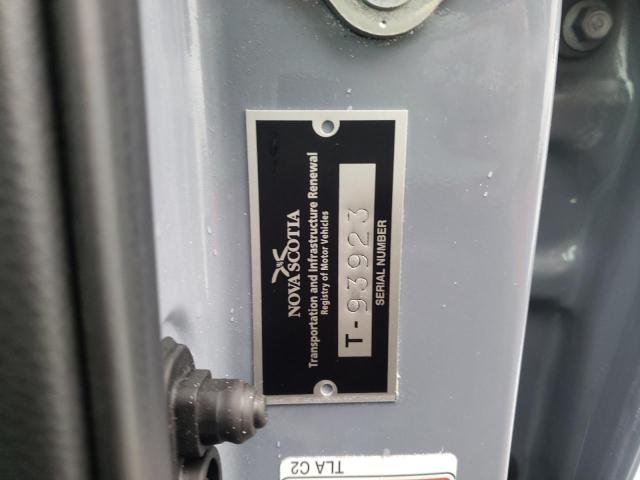 NOVA SCOTIA
Transportation and Infrastructure Renewal
Registry of Motor Vehicles
T-93923
SERIAL NUMBER
TLA C2